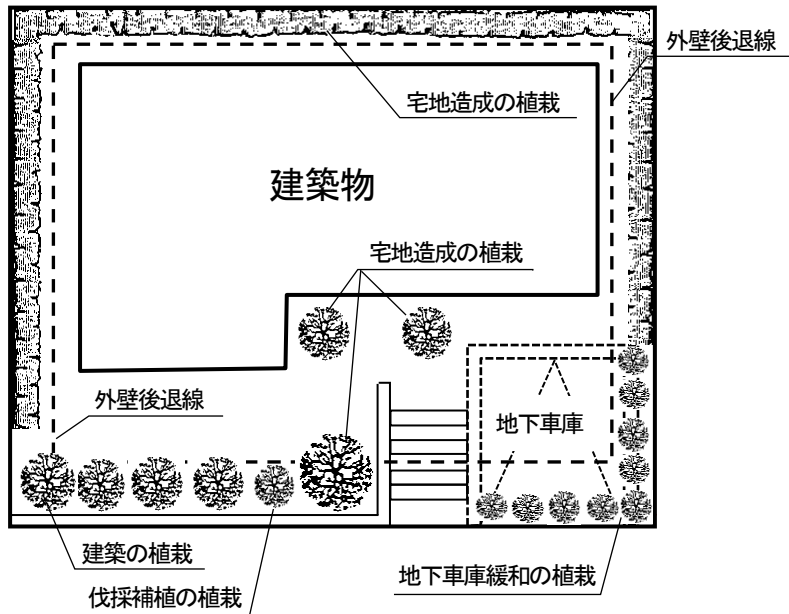 外壁後退線
宅地造成の植栽
建築物
宅地造成の植栽
外壁後退線
地下車庫
建築の植栽
地下車庫緩和の植栽
伐採補植の植栽